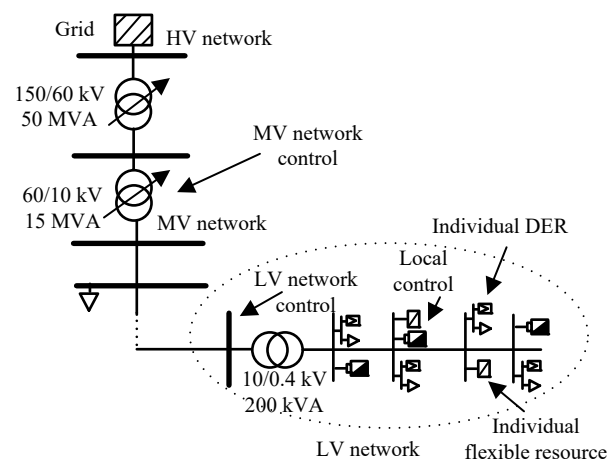 Grid
HV network
150/60 kV
50 MVA
MV network
control
60/10 kV
15 MVA
MV network
Individual DER
Local
control
LV network
control
10/0.4 kV
200 kVA
Individual
flexible resource
LV network